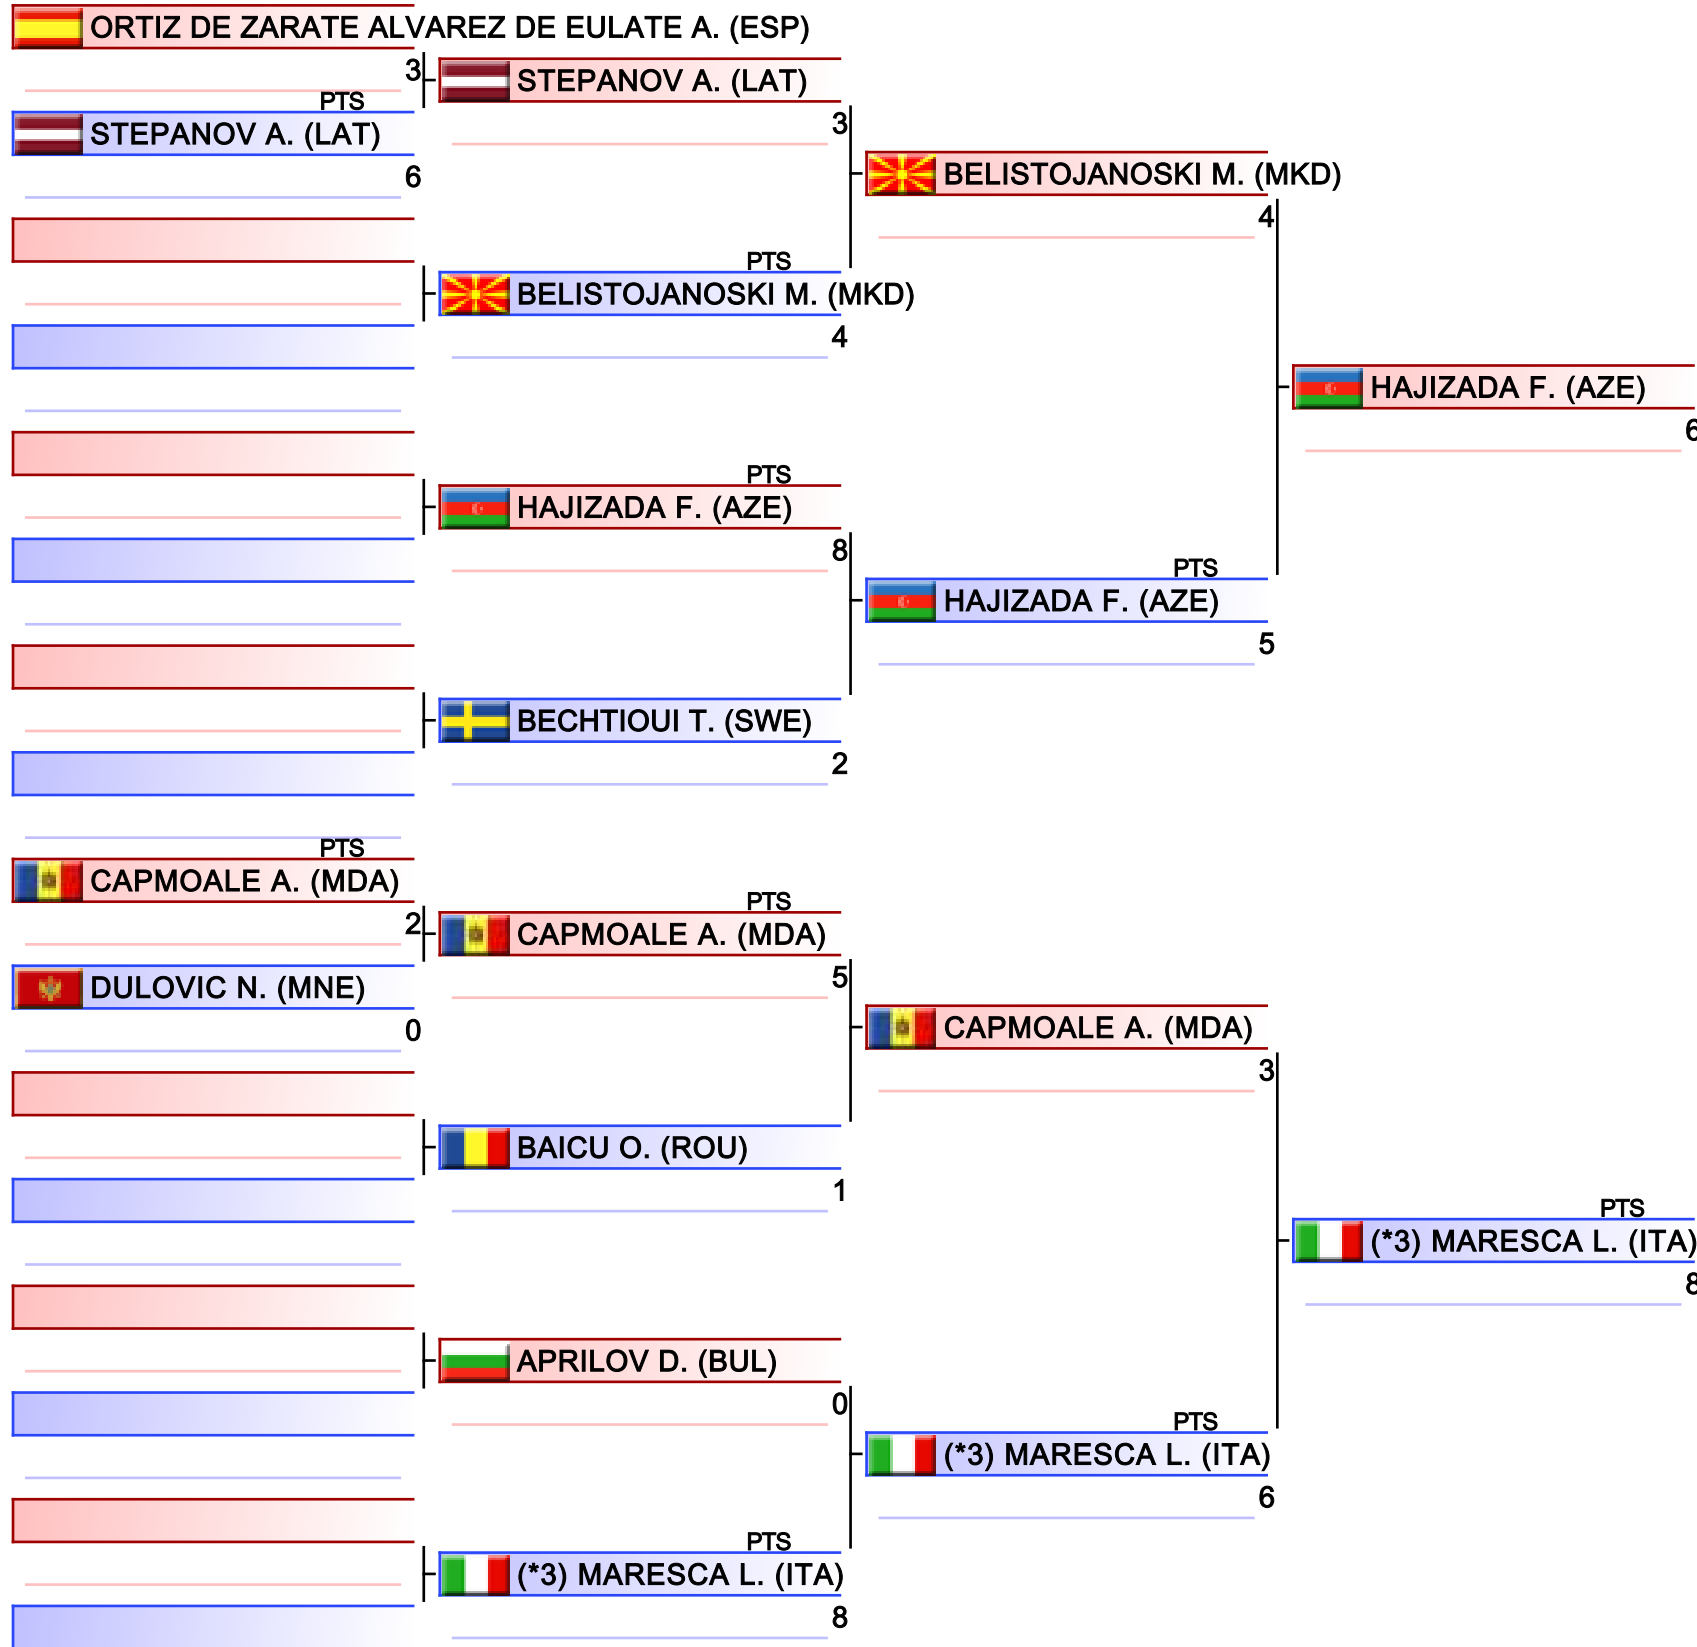 ORTIZ DE ZARATE ALVAREZ DE EULATE A. (ESP)
3
STEPANOV A. (LAT)
PTS
3
STEPANOV A. (LAT)
6
BELISTOJANOSKI M. (MKD)
4
PTS
BELISTOJANOSKI M. (MKD)
4
HAJIZADA F. (AZE)
6
PTS
HAJIZADA F. (AZE)
8
PTS
HAJIZADA F. (AZE)
5
BECHTIOUI T. (SWE)
2
PTS
CAPMOALE A. (MDA)
2
PTS
CAPMOALE A. (MDA)
5
DULOVIC N. (MNE)
0
CAPMOALE A. (MDA)
3
BAICU O. (ROU)
1
PTS
(*3) MARESCA L. (ITA)
8
APRILOV D. (BUL)
0
PTS
(*3) MARESCA L. (ITA)
6
PTS
(*3) MARESCA L. (ITA)
8